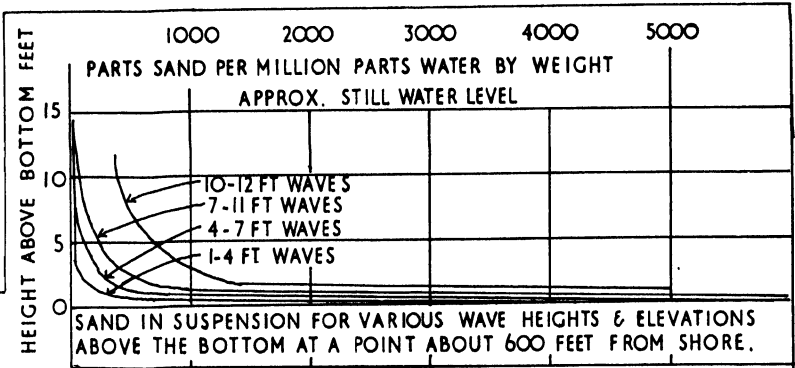 1000 2000 3000 4000 5000
PARTS SAND PER MILLION PARTS WATER BY WEIGHT
APPROX. STILL WATER LEVEL
HEIGHT ABOVE BOTTOM FEET
15
10
5
0
10-12 FT WAVES
7-11 FT WAVES
4-7 FT WAVES
1-4 FT WAVES
SAND IN SUSPENSION FOR VARIOUS WAVE HEIGHTS & ELEVATIONS
ABOVE THE BOTTOM AT A POINT ABOUT 600 FEET FROM SHORE.